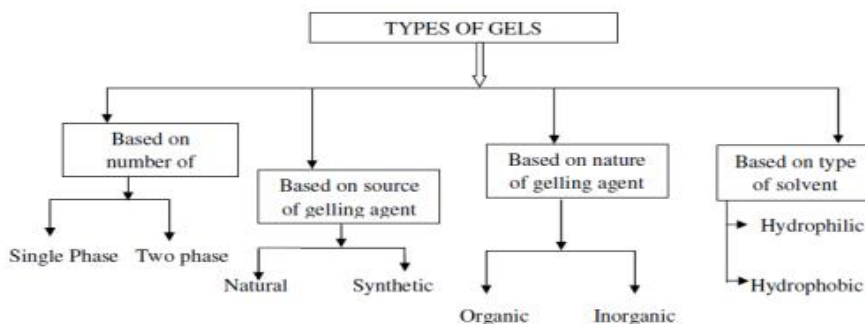 TYPES OF GELS
Based on
number of
Based on source
of gelling agent
Based on nature
of gelling agent
Based on type
of solvent
Single Phase
Two phase
Natural
Synthetic
Organic
Inorganic
Hydrophilic
Hydrophobic